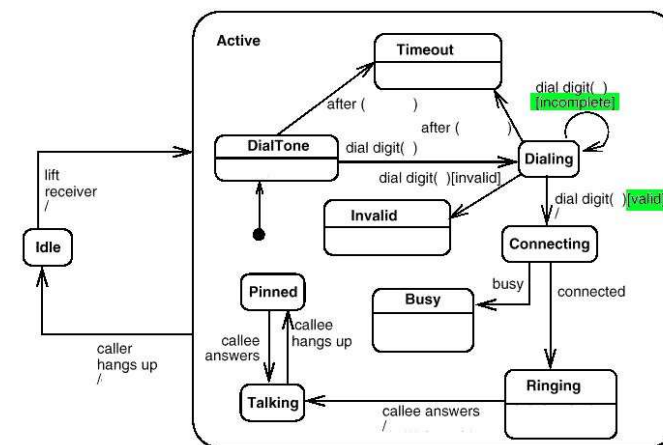 Active
Timeout
dial digit( )
[incomplete]
after ( )
after ( )
DialTone
dial digit( )
Dialing
lift
receiver
/
dial digit( )[invalid]
Invalid
dial digit( )[valid]
/
Idle
Connecting
Pinned
Busy
busy
connected
callee
answers
callee
hangs up
caller
hangs up
/
Talking
callee answers
/
Ringing